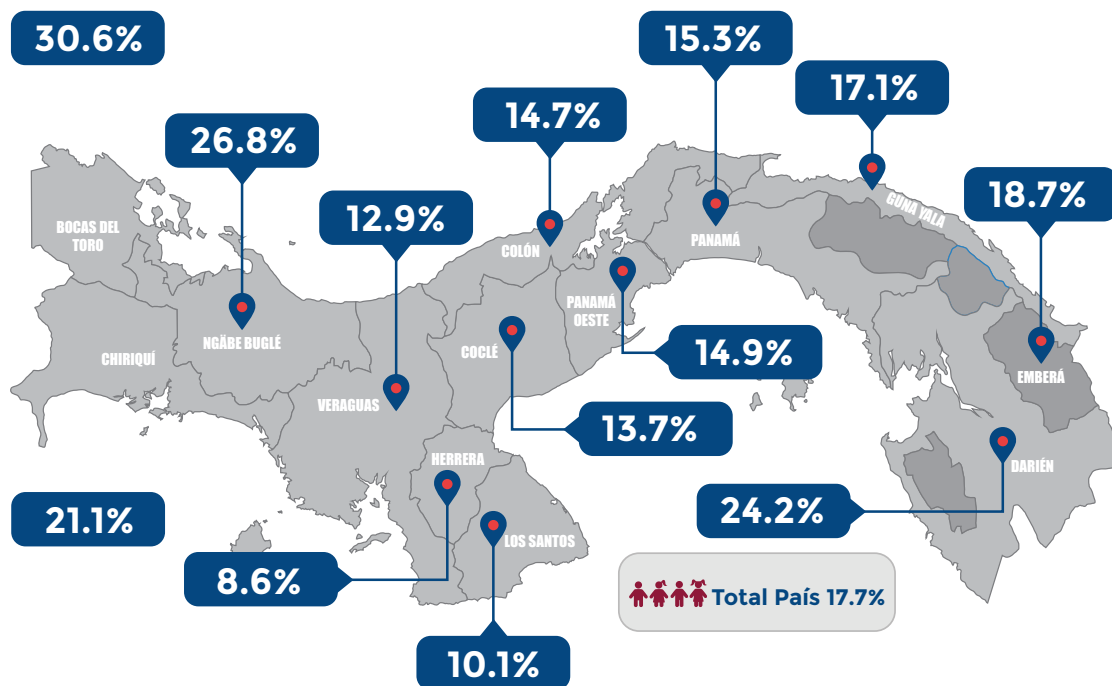 30.6%
15.3%
17.1%
14.7%
26.8%
18.7%
12.9%
GUNA YALA
BOCAS DEL
TORO
PANAMÁ
COLÓN
PANAMÁ
OESTE
NGÄBE BUGLÉ
COCLÉ
CHIRIQUÍ
14.9%
EMBERÁ
VERAGUAS
13.7%
HERRERA
DARIÉN
21.1%
24.2%
LOS SANTOS
8.6%
Total País 17.7%
10.1%